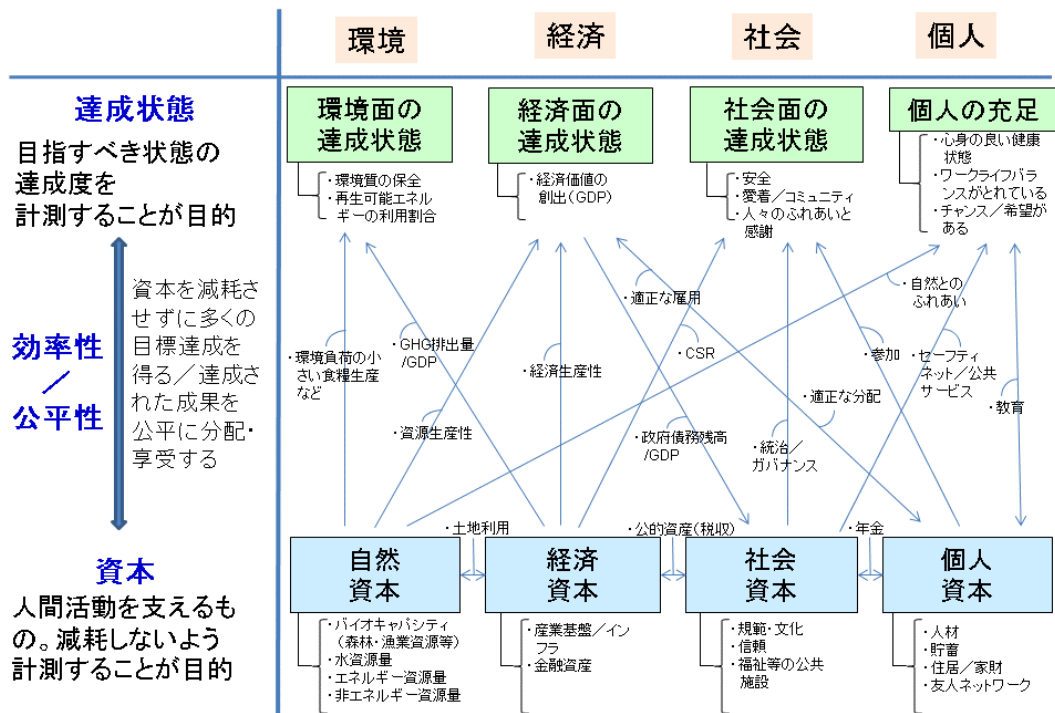 環境
経済
社会
個人
達成状態
目指すべき状態の
達成度を
計測することが目的
環境面の
達成状態
・環境質の保全
・再生可能エネル
ギーの利用割合
経済面の
達成状態
・経済価値の
創出(GDP)
社会面の
達成状態
・安全
・愛着/コミュニティ
・人々のふれあいと
感謝
個人の充足
・心身の良い健康
状態
・ワークライフバラ
ンスがとれている
・チャンス/希望が
ある
効率性
/
公平性
資本を減耗さ
せずに多くの
目標達成を
得る/達成さ
れた成果を
公平に分配・
享受する
・環境負荷の小
さい食糧生産
など
・GHG排出量
/GDP
・資源生産性
・経済生産性
・適正な雇用
・CSR
・政府債務残高
/GDP
・統治/
ガバナンス
・適正な分配
・参加
・自然との
ふれあい
・セーフティ
ネット/公共
サービス
・教育
・土地利用
・公的資産(税収)
・年金
資本
人間活動を支えるも
の。減耗しないよう
計測することが目的
自然
資本
・バイオキャパシティ
(森林・漁業資源等)
・水資源量
・エネルギー資源量
・非エネルギー資源量
経済
資本
・産業基盤/イン
フラ
・金融資産
社会
資本
・規範・文化
・信頼
・福祉等の公共
施設
個人
資本
・人材
・貯蓄
・住居/家財
・友人ネットワーク